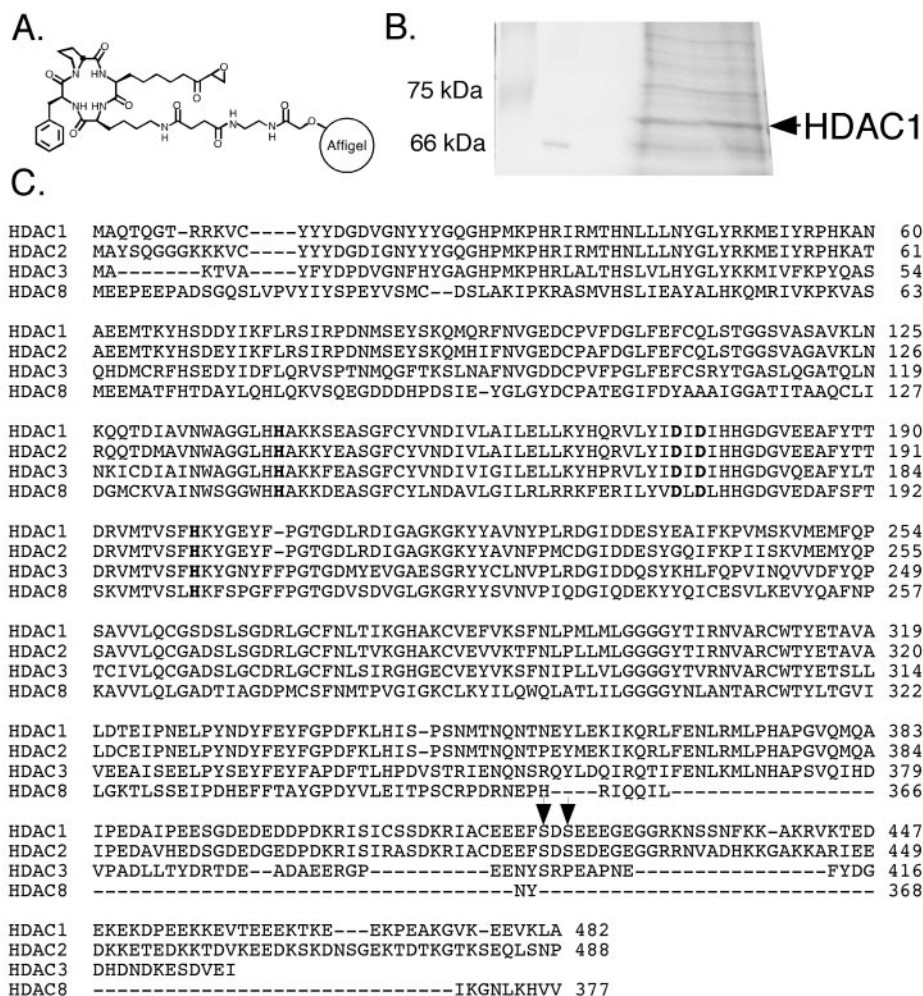 A.
B.
Affigel
75 kDa
66 kDa
HDAC1
C.
HDAC1 MAQTQGT-RRKVC----YYYDGDVGNYYYGQGHPMKPHRIRMTHNLLLNYGLYRKMEIYRPHKAN 60
HDAC2 MAYSQGGGKKKVC----YYYDGDIGNYYYGQGHPMKPHRIRMTHNLLLNYGLYRKMEIYRPHKAT 61
HDAC3 MA-------KTVA----YFYDPDVGNFHYGAGHPMKPHRLALTHSLVLHYGLYKKMIVFKPYQAS 54
HDAC8 MEEPEEPADSGQSLVPVYIYSPEYVSMC--DSLAKIPKRASMVHSLIEAYALHKQMRIVKPKVAS 63
HDAC1 AEEMTKYHSDDYIKFLRSIRPDNMSEYSKQMQRFNVGEDCPVFDGLFEFCQLSTGGSVASAVKLN 125
HDAC2 AEEMTKYHSDEYIKFLRSIRPDNMSEYSKQMHIFNVGEDCPAFDGLFEFCQLSTGGSVAGAVKLN 126
HDAC3 QHDMCRFHSEDYIDFLQRVSPTNMQGFTKSLNAFNVGDDCPVFPGLFEFCSRYTGASLQGATQLN 119
HDAC8 MEEMATFHTDAYLQHLQKVSQEGDDDHPDSIE-YGLGYDCPATEGIFDYAAAIGGATITAAQCLI 127
HDAC1 KQQTDIAVNWAGGLHHAKKSEASGFCYVNDIVLAILELLKYHQRVLYIDIDIHHGDGVEEAFYTT 190
HDAC2 RQQTDMAVNWAGGLHHAKKSEASGFCYVNDIVLAILELLKYHQRVLYIDIDIHHGDGVEEAFYTT 191
HDAC3 NKICDIAINWAGGLHHAKKFEASGFCYVNDIVIGILELLKYHPRVLYIDIDIHHGDGVQEAFYLT 184
HDAC8 DGMCKVAINWSGGWHHAKKDEASGFCYLNDAVLGILRLRRKFERILYVDLDLHHGDGVEDAFSFT 192
HDAC1 DRVMTVSFHKYGEYF-PGTGDLRDIGAGKGKYYAVNYPLRDGIDDESYEAIFKPVMSKVMEMFQP 254
HDAC2 DRVMTVSFHKYGEYF-PGTGDLRDIGAGKGKYYAVNFPMCDGIDDESYGQIFKPIISKVMEMYQP 255
HDAC3 DRVMTVSFHKYGNYFFPGTGDMYEVGAESGRYYCLNVPLRDGIDDQSYKHLFQPVINQVVDFYQP 249
HDAC8 SKVMTVSLHKFSPGFFPGTGDVSDVGLGKGRYYSVNVPIQDGIQDEKYYQICESVLKEVYQAFNP 257
HDAC1 SAVVLQCGSDSLSGDRLGCFNLTIKGHAKCVEFVKSFNLPMLMLGGGGYTIRNVARCWTYETAVA 319
HDAC2 SAVVLQCGADSLSGDRLGCFNLTVKGHAKCVEVVKTFNLPLLMLGGGGYTIRNVARCWTYETAVA 320
HDAC3 TCIVLQCGADSLGCDRLGCFNLSIRGHGECVEYVKSFNIPLLVLGGGGYTVRNVARCWTYETSLL 314
HDAC8 KAVVLQLGADTIAGDPMCSFNMTPVGIGKCLKYILQWQLATLILGGGGYNLANTARCWTYLTGVI 322
HDAC1 LDTEIPNELPYNDYFEYFGPDFKLHIS-PSNMTNQNTNEYLEKIKQRLFENLRMLPHAPGVQMQA 383
HDAC2 LDCEIPNELPYNDYFEYFGPDFKLHIS-PSNMTNQNTPEYMEKIKQRLFENLRMLPHAPGVQMQA 384
HDAC3 VEEAISEELPYSEYFEYFAPDFTLHPDVSTRIENQNSRQYLDQIRQTIFENLKMLNHAPSVQIHD 379
HDAC8 LGKTLSSEIPDHEFFTAYGPDYVLEITPSCRPDRNEPH----RIQQIL----------------- 366
HDAC1 IPEDAIPEESGDEDEDDPDKRISICSSDKRIACEEEFSDSEEEGEGGRKNSSNFKK-AKRVKTED 447
HDAC2 IPEDAVHEDSGDEDGEDPDKRISIRASDKRIACDEEFSDSEDEGEGGRRNVADHKKGAKKARIEE 449
HDAC3 VPADLLTYDRTDE--ADAEERGP----------EENYSRPEAPNE---------------FYDG 416
HDAC8 -----------------------------------NY---------------------------- 368
HDAC1 EKEKDPEEKKEVTEEEKTKE---EKPEAKGVK-EEVKLA 482
HDAC2 DKKETEDKKTDVKEEDKSKDNSGEKTDTKGTKSEQLSNP 488
HDAC3 DHDNDKESDVEI
HDAC8 ------------------------------IKGNLKHVV 377